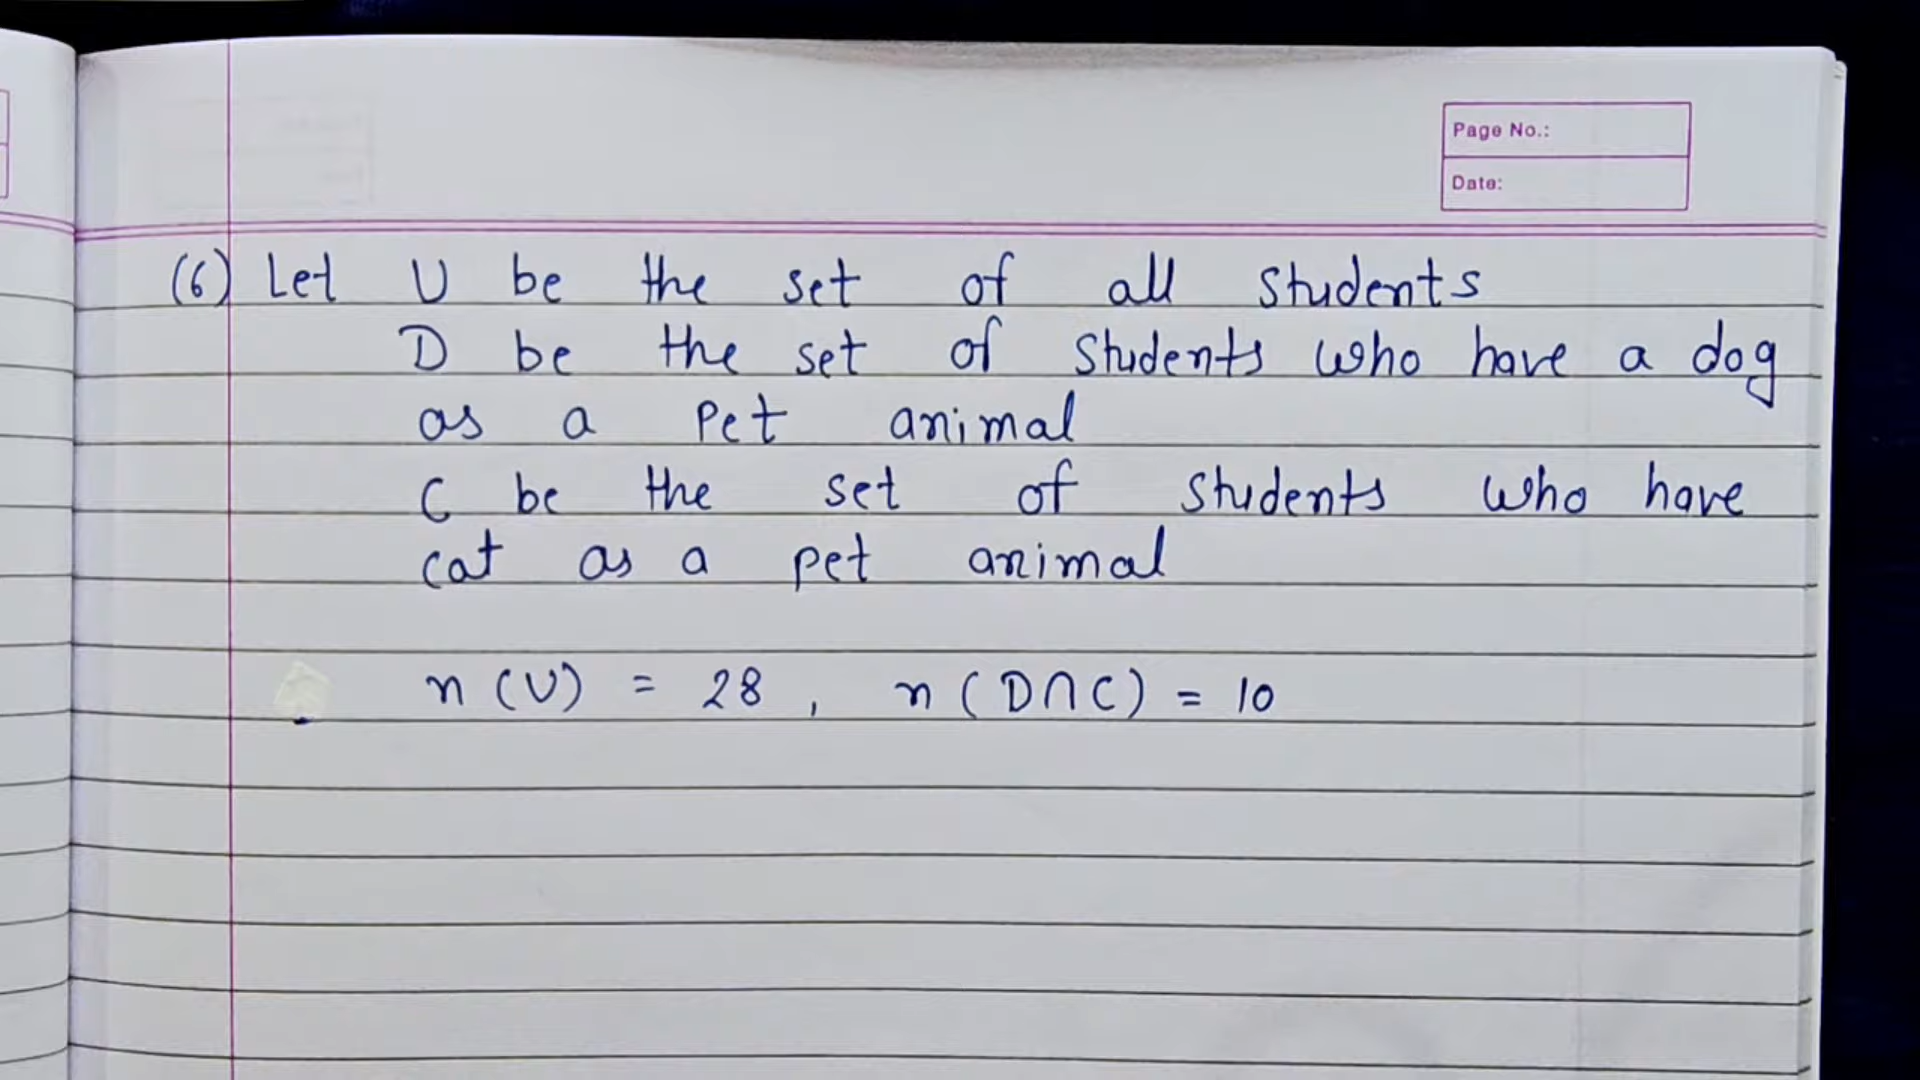 Page No.:
Date:
(6) Let U be the set of all students
D be the set of students who have a dog
as a pet animal
C be the set of students who have
cat as a pet animal
n (U) = 28 , n (D∩C) = 10